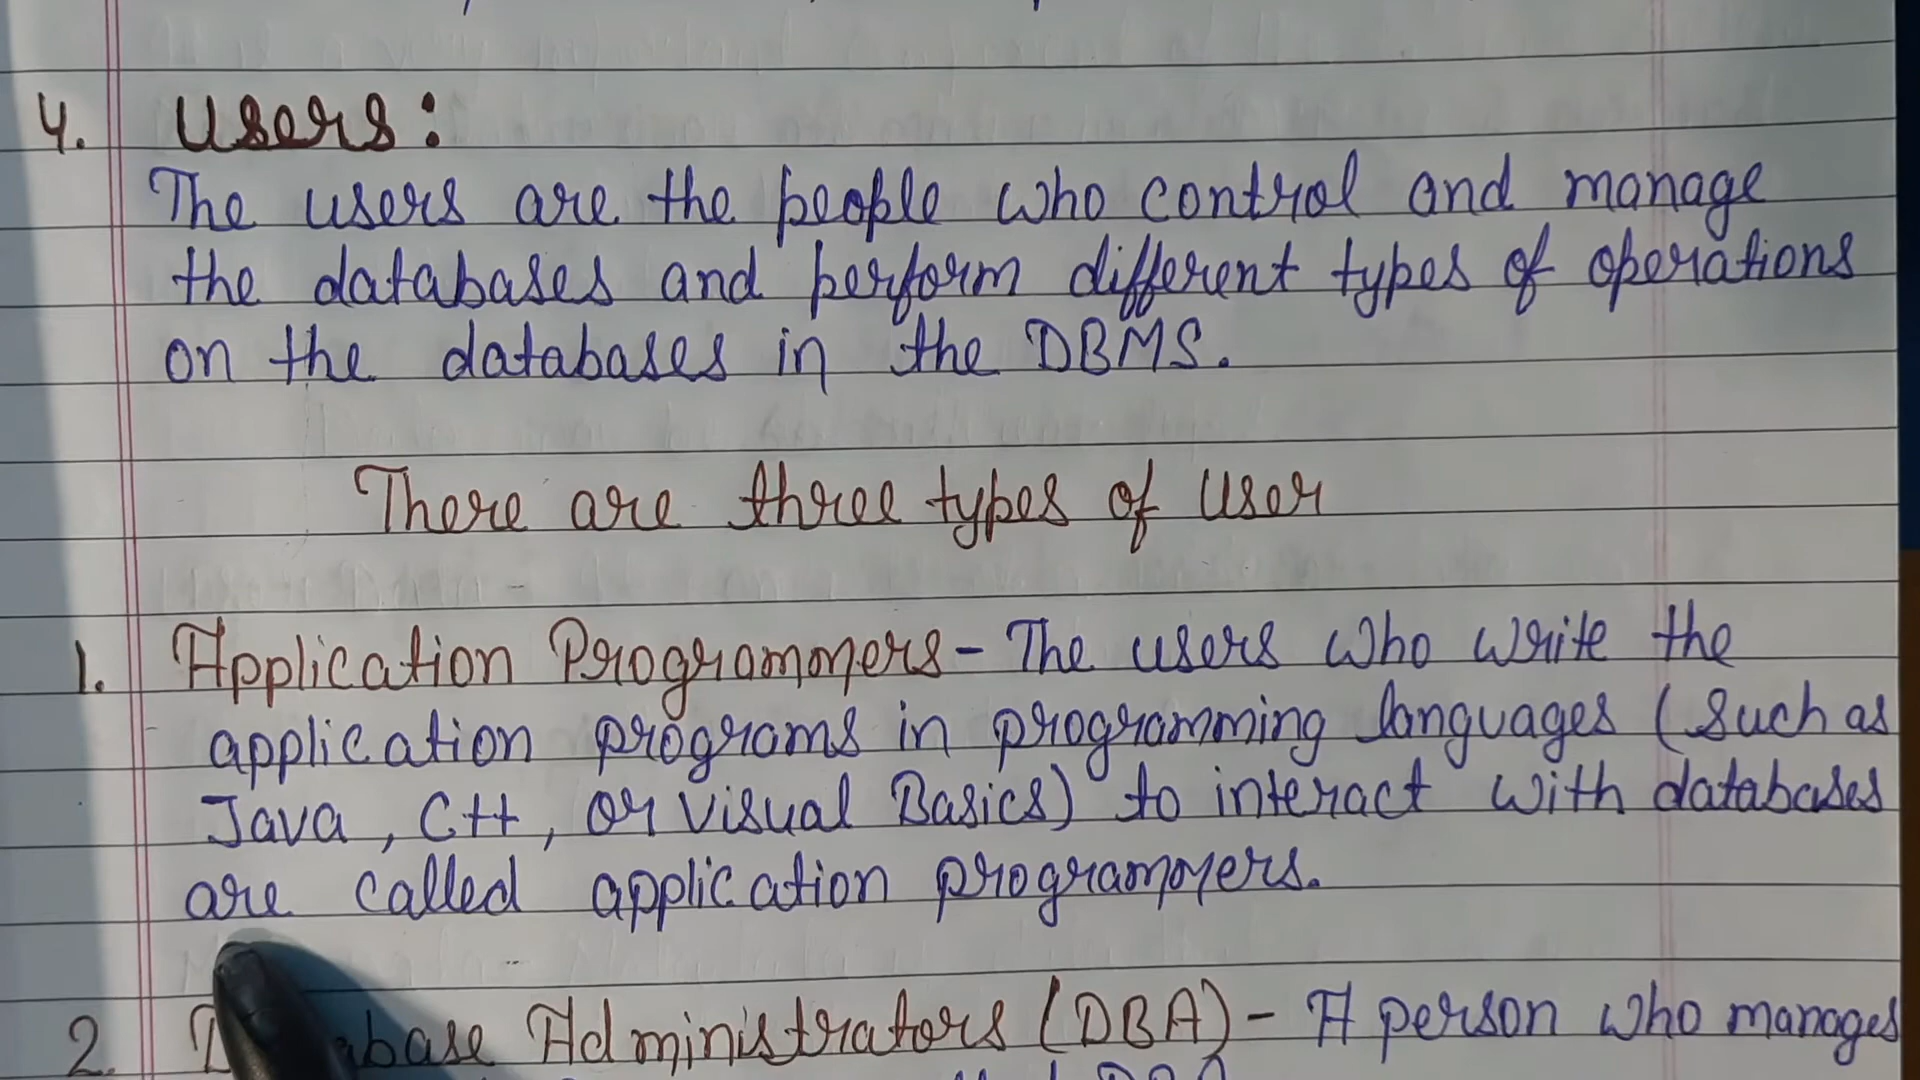 4. Users:
The users are the people who control and manage
the databases and perform different types of operations
on the databases in the DBMS.
There are three types of user
1. Application Programmers - The users who write the
application programs in programming languages (such as
Java, C++, or Visual Basics) to interact with databases
are called application programmers.
2. Administrators (DBA) - A person who manages